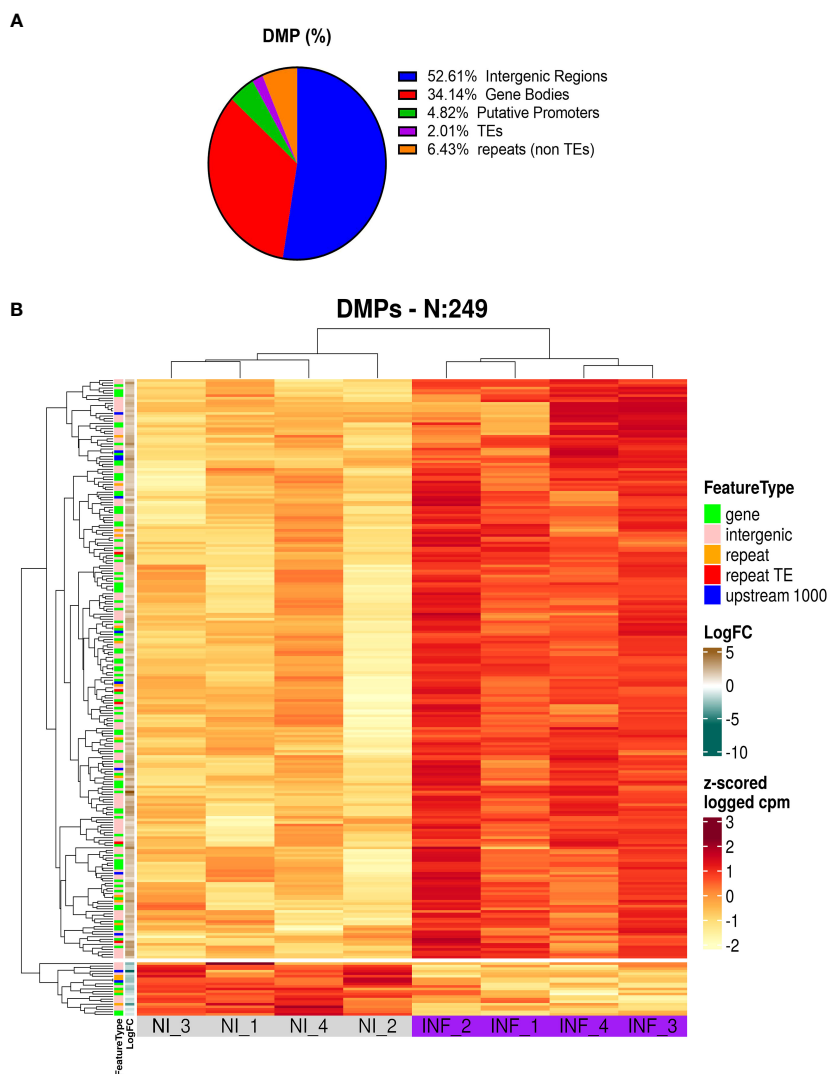 A
DMP (%)
52.61% Intergenic Regions
34.14% Gene Bodies
4.82% Putative Promoters
2.01% TEs
6.43% repeats (non TEs)
B
DMPs - N:249
FeatureType
gene
intergenic
repeat
repeat TE
upstream 1000
LogFC
5
0
-5
-10
z-scored
logged cpm
3
2
1
0
-1
-2
FeatureType
LogFC
NI_3 NI_1 NI_4 NI_2 INF_2 INF_1 INF_4 INF_3